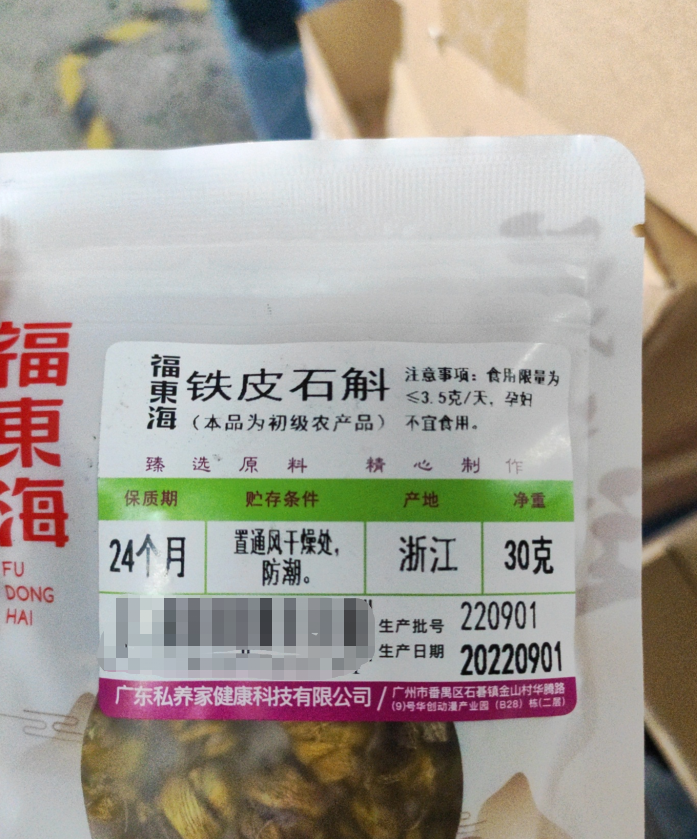 福東海
FU
DONG
HAI
福東海
铁皮石斛
（本品为初级农产品）
注意事项：食用限量为
≤3.5克/天，孕妇
不宜食用。
臻选原料 精心制作
保质期 贮存条件 产地 净重
24个月 置通风干燥处，防潮。 浙江 30克
生产批号 220901
生产日期 20220901
广东私养家健康科技有限公司/广州市番禺区石碁镇金山村华腾路
(9)号华创动漫产业园（B28）栋(二层)